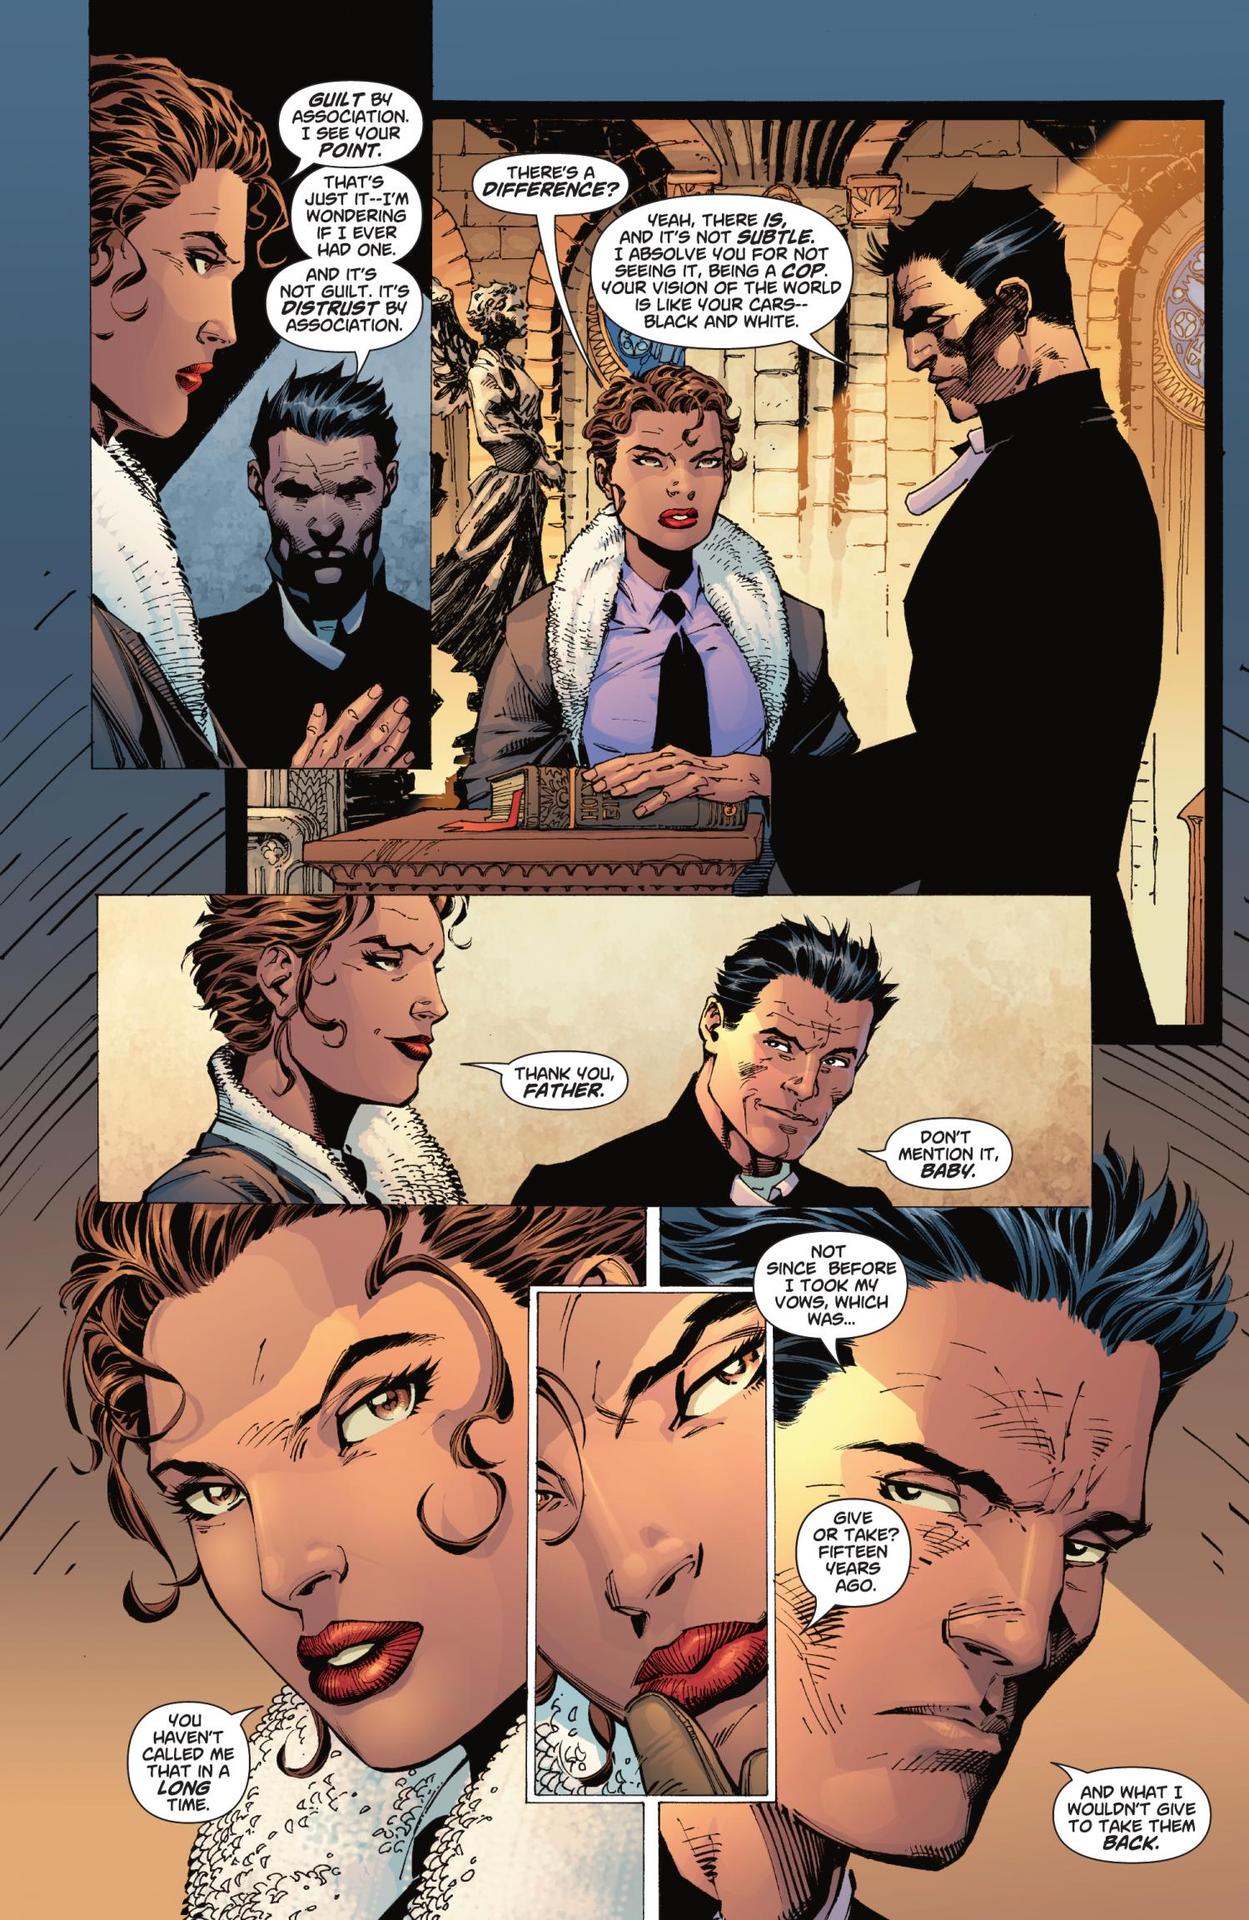 GUILT BY
ASSOCIATION.
I SEE YOUR
POINT.
THAT'S
JUST IT--I'M
WONDERING
IF I EVER
HAD ONE.
AND IT'S
NOT GUILT. IT'S
DISTRUST BY
ASSOCIATION.
THERE'S A
DIFFERENCE?
YEAH, THERE IS,
AND IT'S NOT SUBTLE.
I ABSOLVE YOU FOR NOT
SEEING IT, BEING A COP.
YOUR VISION OF THE WORLD
IS LIKE YOUR CARS--
BLACK AND WHITE.
THANK YOU,
FATHER.
DON'T
MENTION IT,
BABY.
YOU
HAVEN'T
CALLED ME
THAT IN A
LONG
TIME.
NOT
SINCE BEFORE
I TOOK MY
VOWS, WHICH
WAS...
GIVE
OR TAKE?
FIFTEEN
YEARS
AGO.
AND WHAT I
WOULDN'T GIVE
TO TAKE THEM
BACK.